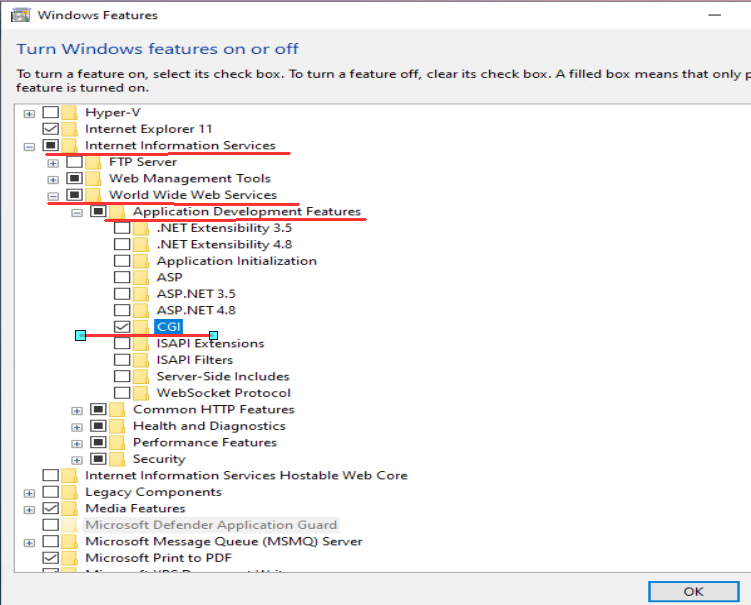 Windows Features
Turn Windows features on or off
To turn a feature on, select its check box. To turn a feature off, clear its check box. A filled box means that only p
feature is turned on.
Hyper-V
Internet Explorer 11
Internet Information Services
FTP Server
Web Management Tools
World Wide Web Services
Application Development Features
.NET Extensibility 3.5
.NET Extensibility 4.8
Application Initialization
ASP
ASP.NET 3.5
ASP.NET 4.8
CGI
ISAPI Extensions
ISAPI Filters
Server-Side Includes
WebSocket Protocol
Common HTTP Features
Health and Diagnostics
Performance Features
Security
Internet Information Services Hostable Web Core
Legacy Components
Media Features
Microsoft Defender Application Guard
Microsoft Message Queue (MSMQ) Server
Microsoft Print to PDF
OK